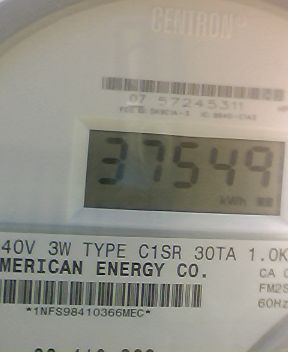 CENTRON
07 57245311
37549
kWh
40V 3W TYPE C1SR 30TA 1.0K
MERICAN ENERGY CO.
CA 0
FM2S
*1NFS98410366MEC*
60Hz